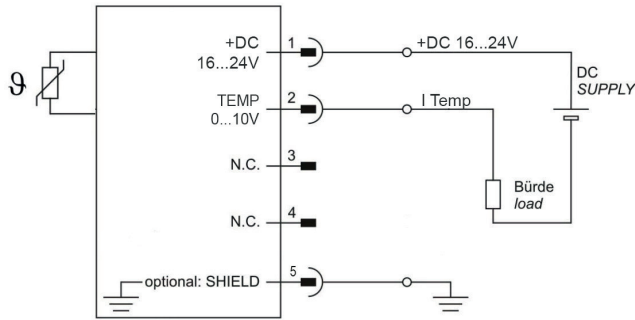 +DC
16...24V
1
+DC 16...24V
DC
SUPPLY
ϑ
TEMP
0...10V
2
I Temp
N.C.
3
Bürde
load
N.C.
4
optional: SHIELD
5